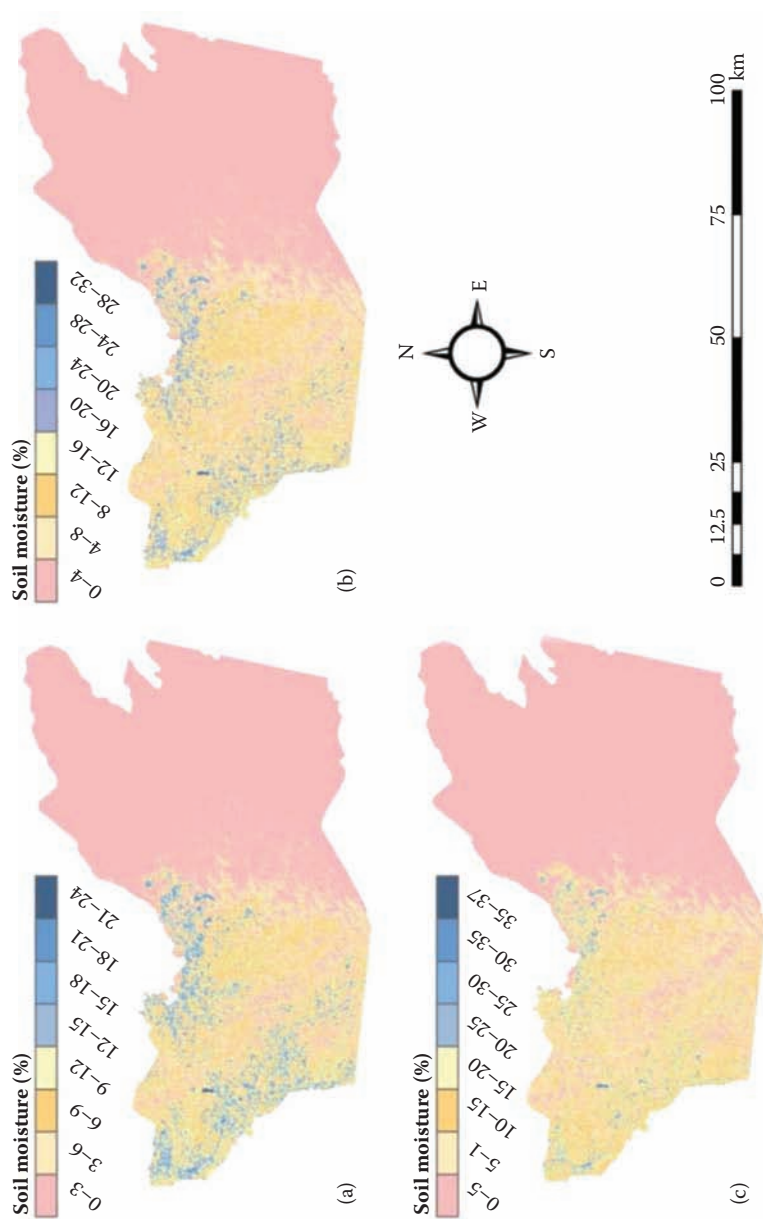 Soil moisture (%)
0–3
3–6
6–9
9–12
12–15
15–18
18–21
21–24
(a)
Soil moisture (%)
0–4
4–8
8–12
12–16
16–20
20–24
24–28
28–32
(b)
Soil moisture (%)
0–5
5–1
10–15
15–20
20–25
25–30
30–35
35–37
(c)
N
W E
S
0 12.5 25 50 75 100
km